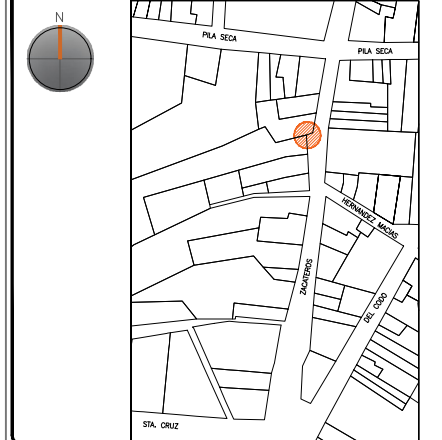 N
PILA SECA
PILA SECA
HERNANDEZ MACIAS
ZACATEROS
DEL CODO
STA. CRUZ